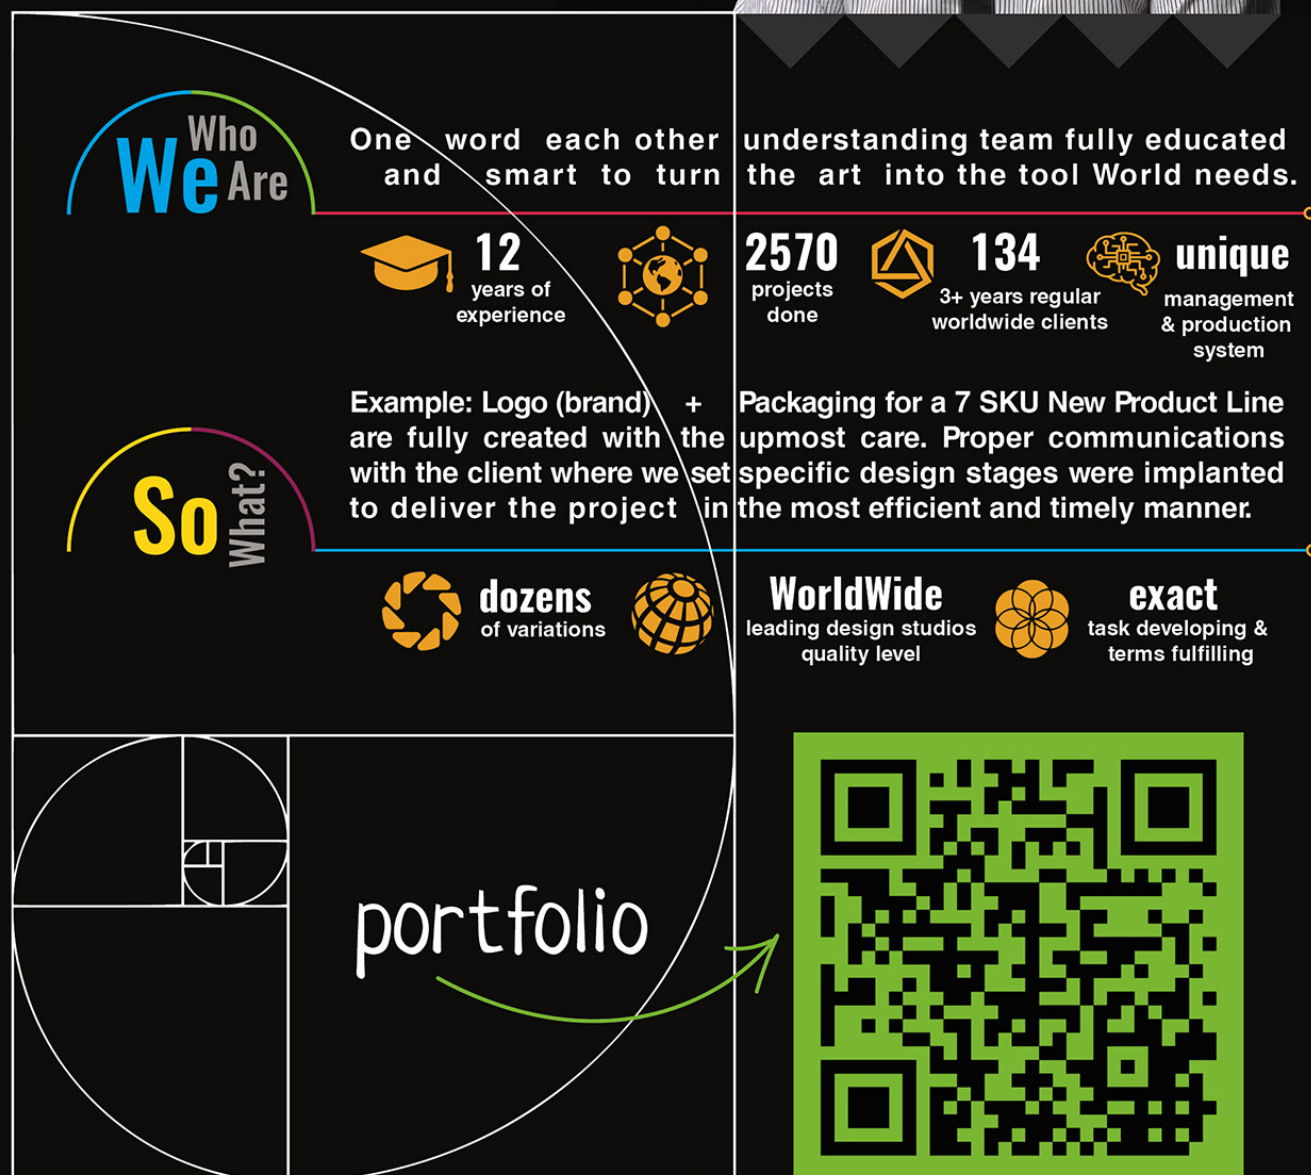 Who
We Are
One word each other understanding team fully educated
and smart to turn the art into the tool World needs.
12
years of
experience
2570
projects
done
134
3+ years regular
worldwide clients
unique
management
& production
system
So What?
Example: Logo (brand) + Packaging for a 7 SKU New Product Line
are fully created with the upmost care. Proper communications
with the client where we set specific design stages were implanted
to deliver the project in the most efficient and timely manner.
dozens
of variations
WorldWide
leading design studios
quality level
exact
task developing &
terms fulfilling
portfolio